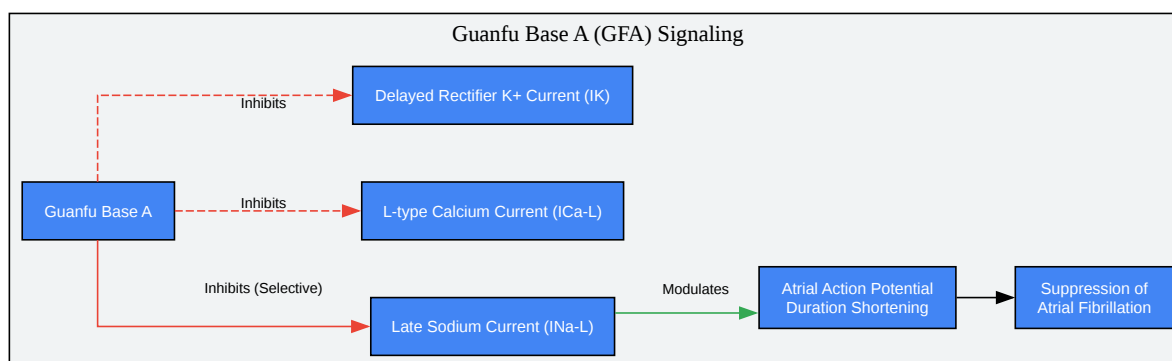 Guanfu Base A (GFA) Signaling
Delayed Rectifier K+ Current (IK)
Inhibits
Guanfu Base A
Inhibits
L-type Calcium Current (ICa-L)
Inhibits (Selective)
Late Sodium Current (INa-L)
Modulates
Atrial Action Potential
Duration Shortening
Suppression of
Atrial Fibrillation